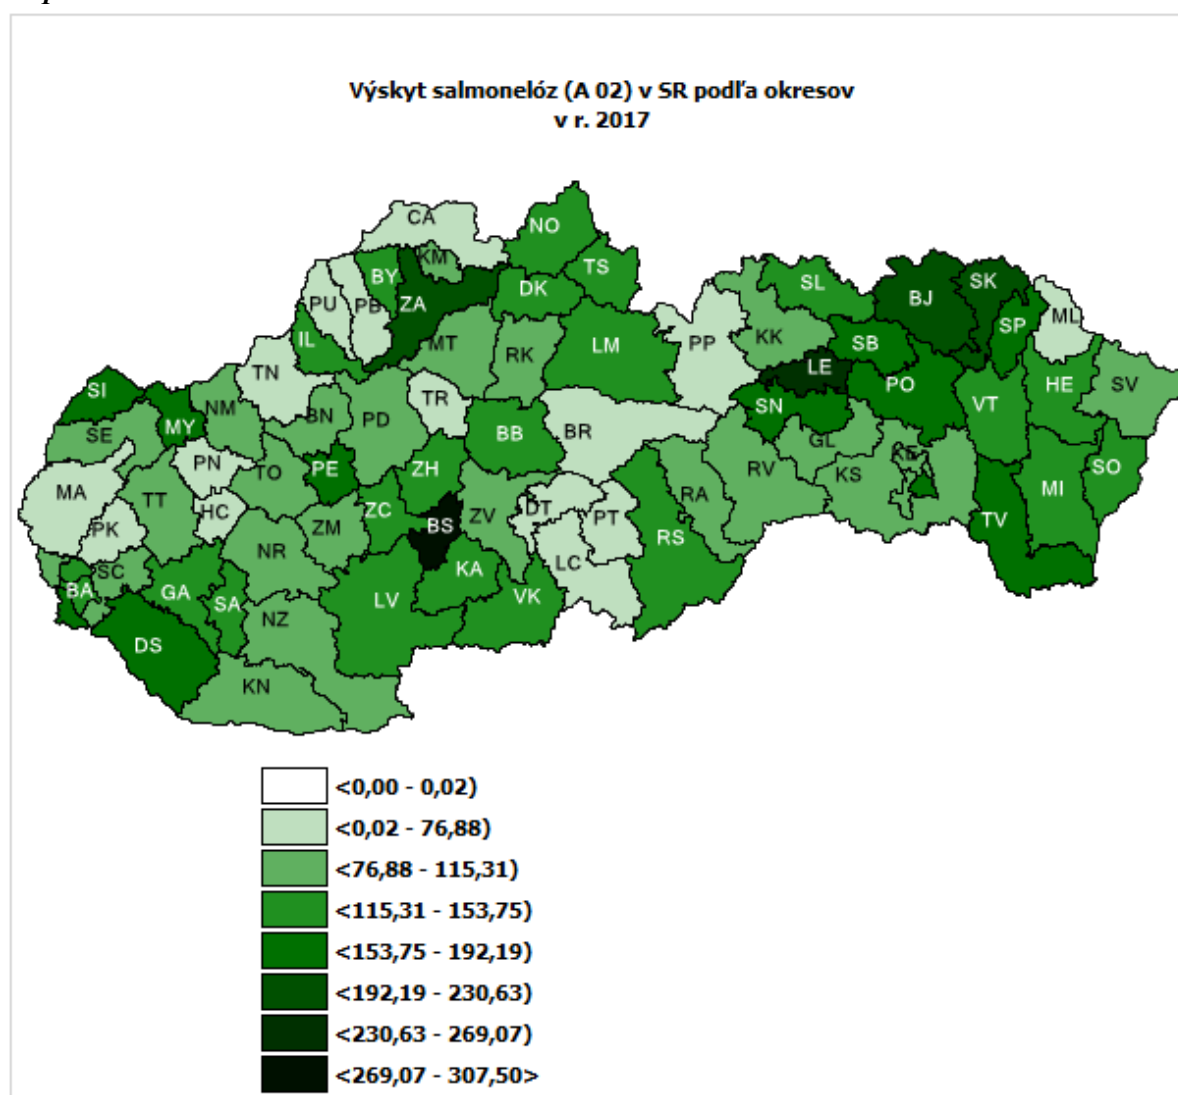 Výskyt salmonelóz (A 02) v SR podľa okresov
v r. 2017
CA
NO
KM
TS
BY
PU
PB
ZA
DK
SL
BJ
SK
SP
ML
IL
MT
RK
LM
PP
KK
SB
LE
PO
HE
SV
TN
TR
SI
NM
BN
PD
SN
VT
SE
MY
BB
BR
GL
KE
PN
TO
PE
ZH
RV
KS
SO
MA
TT
HC
ZC
BS
ZV
DT
PT
RA
MI
PK
ZM
RS
TV
NR
LC
SC
KA
BA
GA
SA
LV
VK
NZ
DS
KN
<0,00 - 0,02)
<0,02 - 76,88)
<76,88 - 115,31)
<115,31 - 153,75)
<153,75 - 192,19)
<192,19 - 230,63)
<230,63 - 269,07)
<269,07 - 307,50>